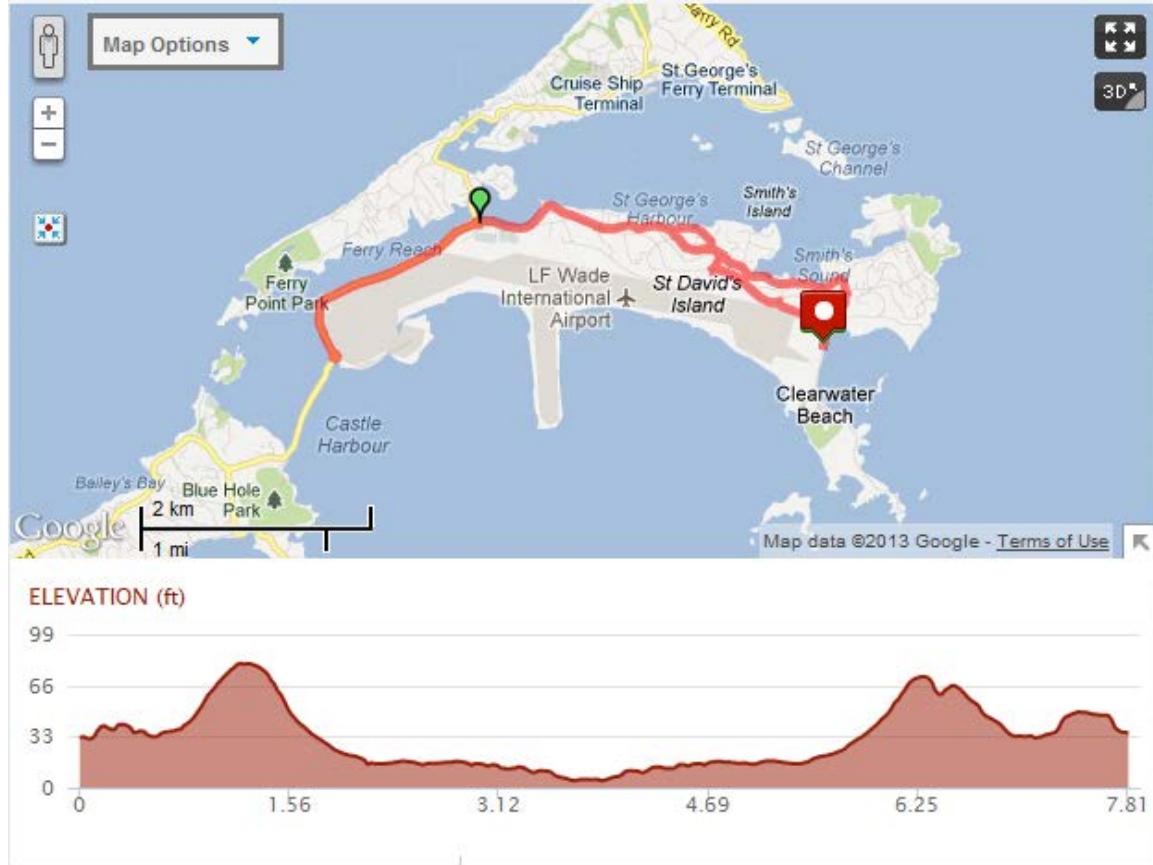 Map Options
3D
Barry Rd
Cruise Ship
Terminal
St George's
Ferry Terminal
St George's
Channel
St George's
Harbour
Smith's
Island
Ferry Reach
Smith's
Sound
Ferry
Point Park
LF Wade
International
Airport
St David's
Island
Clearwater
Beach
Castle
Harbour
Bailey's Bay
Blue Hole
Park
2 km
Google
1 mi
Map data ©2013 Google - Terms of Use
ELEVATION (ft)
99
66
33
0
0 1.56 3.12 4.69 6.25 7.81